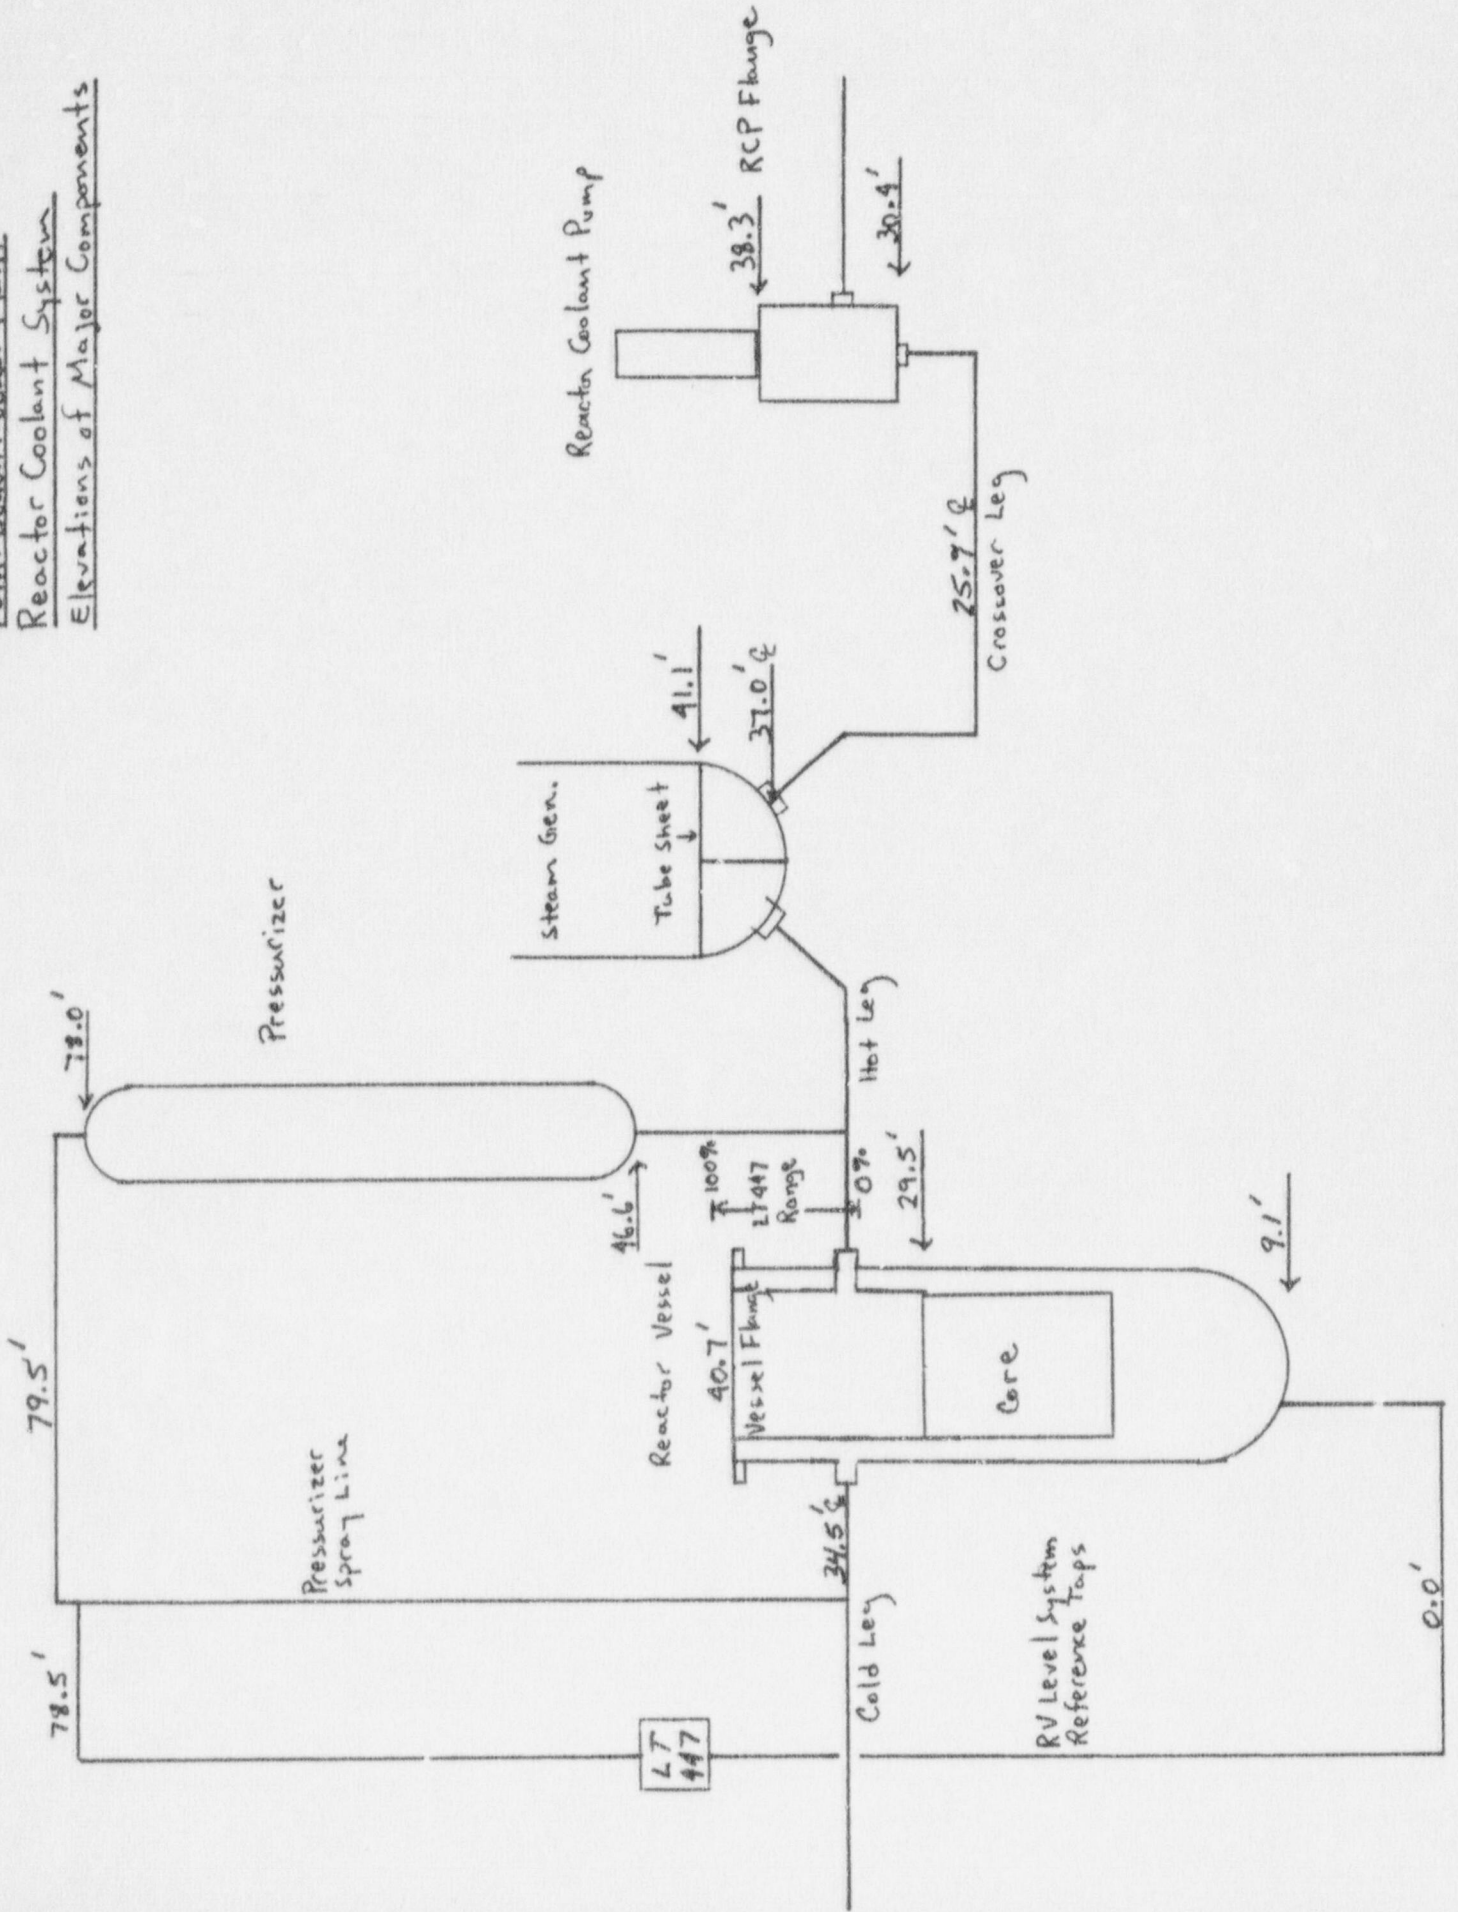 Reactor Coolant System
Elevations of Major Components
79.5'
78.5'
78.0'
Pressurizer
Pressurizer
Spray Line
Steam Gen.
Tube Sheet
41.1'
37.0' ℄
Reactor Coolant Pump
38.3' RCP Flange
30.4'
46.6'
Reactor Vessel
40.7'
Vessel Flange
100%
LT447
Range
0%
29.5'
Hot Leg
25.9' ℄
Crossover Leg
LT
447
34.5' ℄
Cold Leg
Core
9.1'
RV Level System
Reference Taps
0.0'